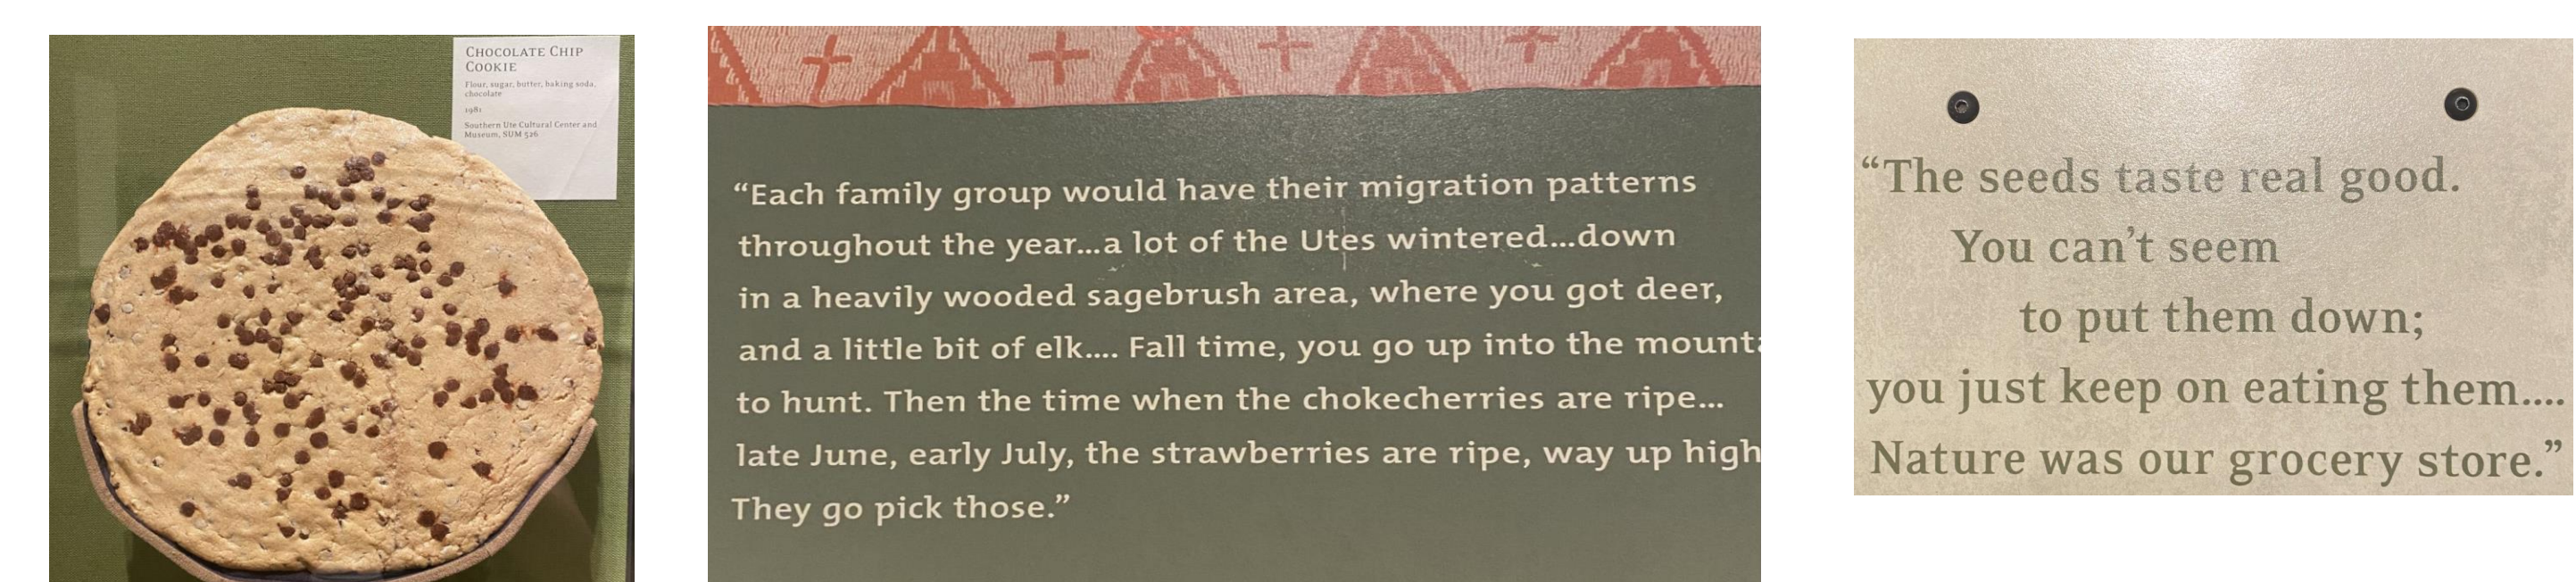 CHOCOLATE CHIP
COOKIE
Flour, sugar, butter, baking soda,
chocolate
1981
Southern Ute Cultural Center and
Museum, SUM 526
“Each family group would have their migration patterns
throughout the year...a lot of the Utes wintered...down
in a heavily wooded sagebrush area, where you got deer,
and a little bit of elk.... Fall time, you go up into the mount
to hunt. Then the time when the chokecherries are ripe...
late June, early July, the strawberries are ripe, way up high
They go pick those.”
“The seeds taste real good.
You can’t seem
to put them down;
you just keep on eating them....
Nature was our grocery store.”